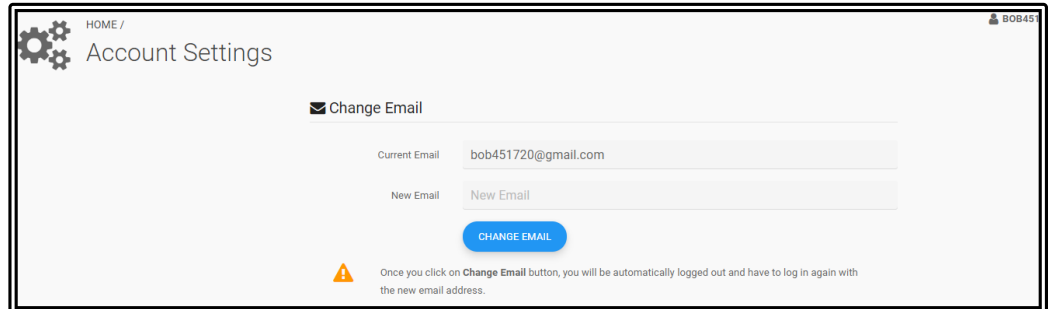 HOME /
BOB451
Account Settings
Change Email
Current Email bob451720@gmail.com
New Email New Email
CHANGE EMAIL
Once you click on Change Email button, you will be automatically logged out and have to log in again with
the new email address.